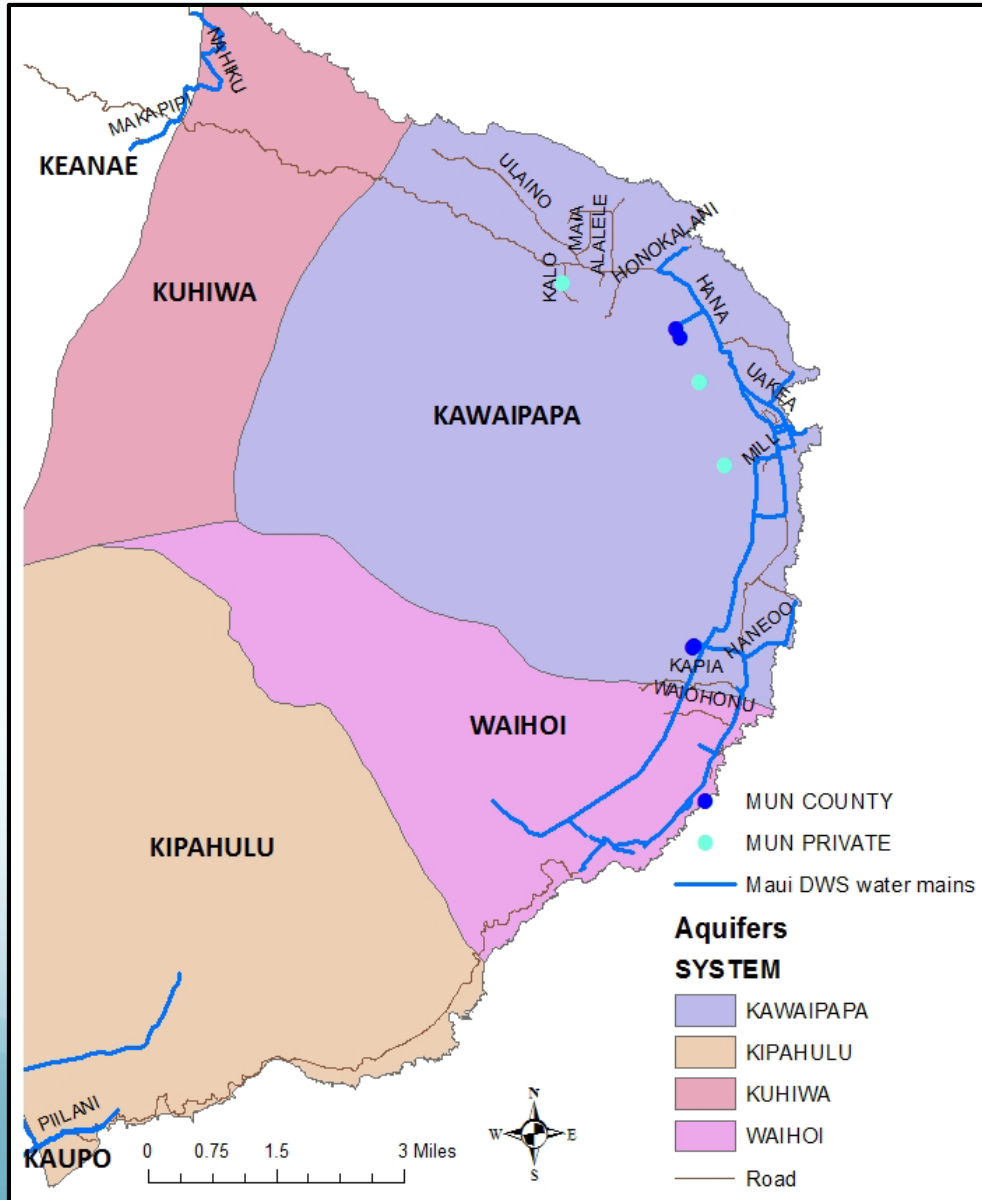 NAHIKU
MAKAPIPI
KEANAE
ULAINO
MAIA
ALALELE
HONOKALANI
KALO
KUHIWA
HANA
UAKEA
KAWAIPAPA
MILL
HANEOO
KAPIA
WAIOHONU
WAIHOI
MUN COUNTY
MUN PRIVATE
KIPAHULU
Maui DWS water mains
Aquifers
SYSTEM
KAWAIPAPA
KIPAHULU
KUHIWA
WAIHOI
Road
PIILANI
KAUPO
N
W E
S
0 0.75 1.5 3 Miles